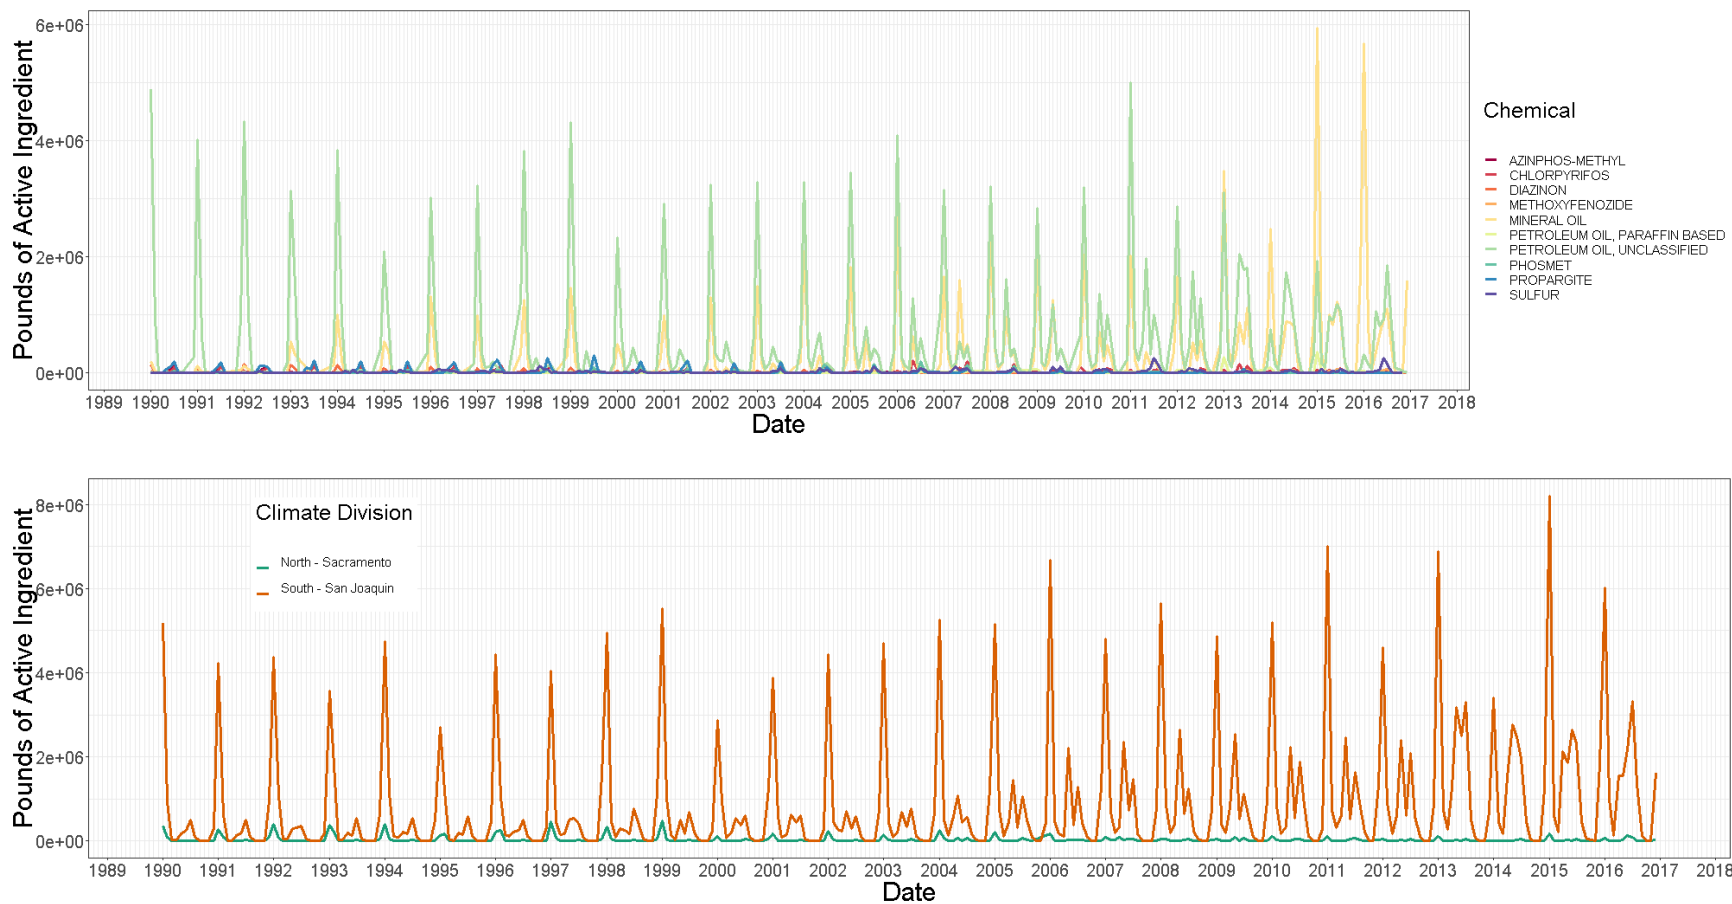 Pounds of Active Ingredient
6e+06
4e+06
2e+06
0e+00
1989 1990 1991 1992 1993 1994 1995 1996 1997 1998 1999 2000 2001 2002 2003 2004 2005 2006 2007 2008 2009 2010 2011 2012 2013 2014 2015 2016 2017 2018
Date
Chemical
AZINPHOS-METHYL
CHLORPYRIFOS
DIAZINON
METHOXYFENOZIDE
MINERAL OIL
PETROLEUM OIL, PARAFFIN BASED
PETROLEUM OIL, UNCLASSIFIED
PHOSMET
PROPARGITE
SULFUR
Pounds of Active Ingredient
8e+06
6e+06
4e+06
2e+06
0e+00
Climate Division
North - Sacramento
South - San Joaquin
1989 1990 1991 1992 1993 1994 1995 1996 1997 1998 1999 2000 2001 2002 2003 2004 2005 2006 2007 2008 2009 2010 2011 2012 2013 2014 2015 2016 2017 2018
Date